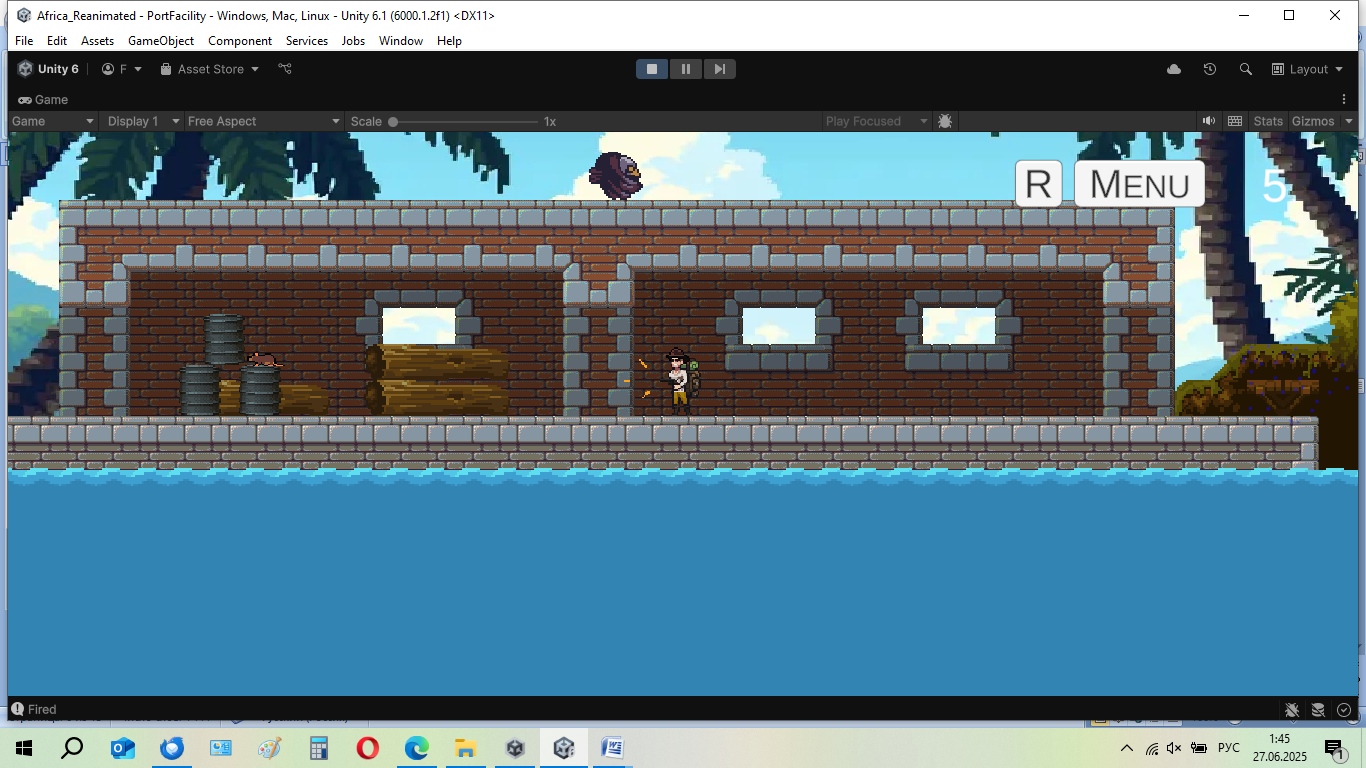 Africa_Reanimated - PortFacility - Windows, Mac, Linux - Unity 6.1 (6000.1.2f1) <DX11>
File Edit Assets GameObject Component Services Jobs Window Help
Unity 6 F Asset Store Layout
Game
Game Display 1 Free Aspect Scale 1x Play Focused Stats Gizmos
R MENU 5
Fired
РУС
1:45
27.06.2025
1